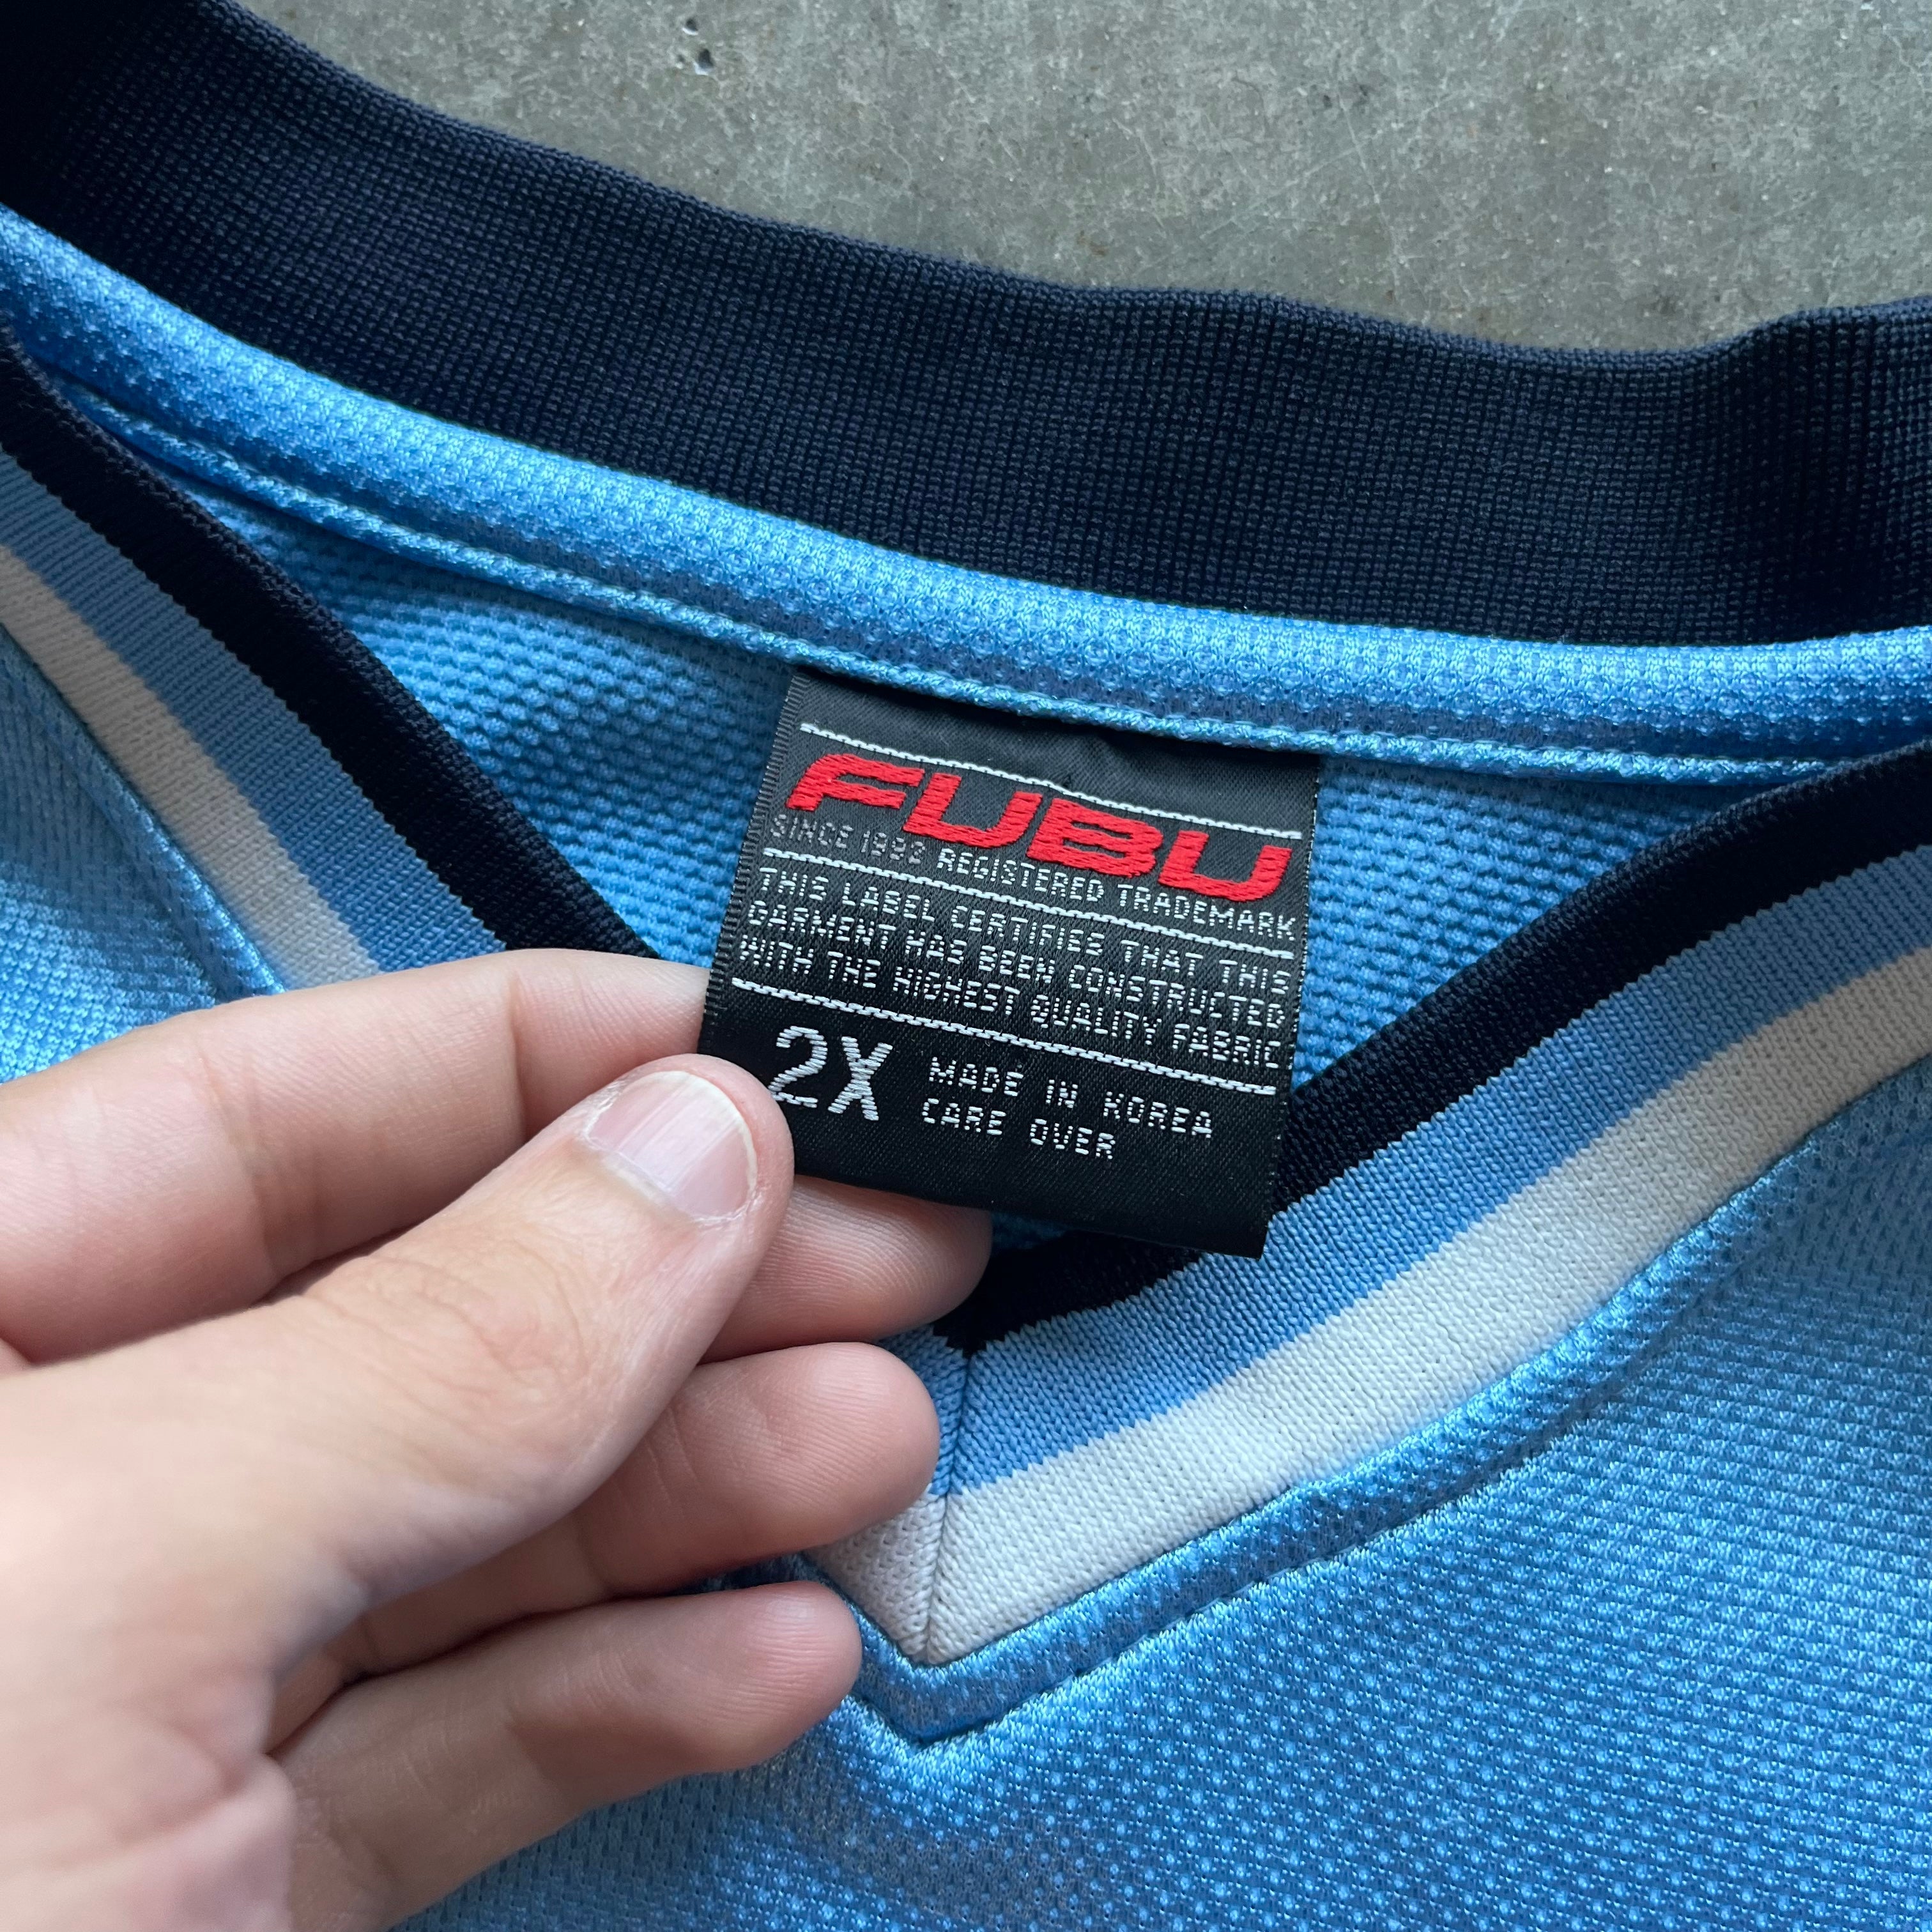 FUBU
SINCE 1992 REGISTERED TRADEMARK
THIS LABEL CERTIFIES THAT THIS
GARMENT HAS BEEN CONSTRUCTED
WITH THE HIGHEST QUALITY FABRIC
2X MADE IN KOREA
CARE OVER